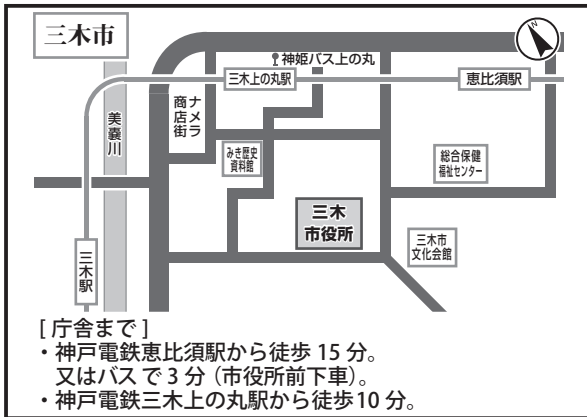 三木市
神姫バス上の丸
三木上の丸駅
恵比須駅
ナメラ
商店街
美嚢川
みき歴史
資料館
総合保健
福祉センター
三木
市役所
三木市
文化会館
三木駅
[庁舎まで]
・神戸電鉄恵比須駅から徒歩 15 分。
又はバスで 3 分（市役所前下車）。
・神戸電鉄三木上の丸駅から徒歩10 分。